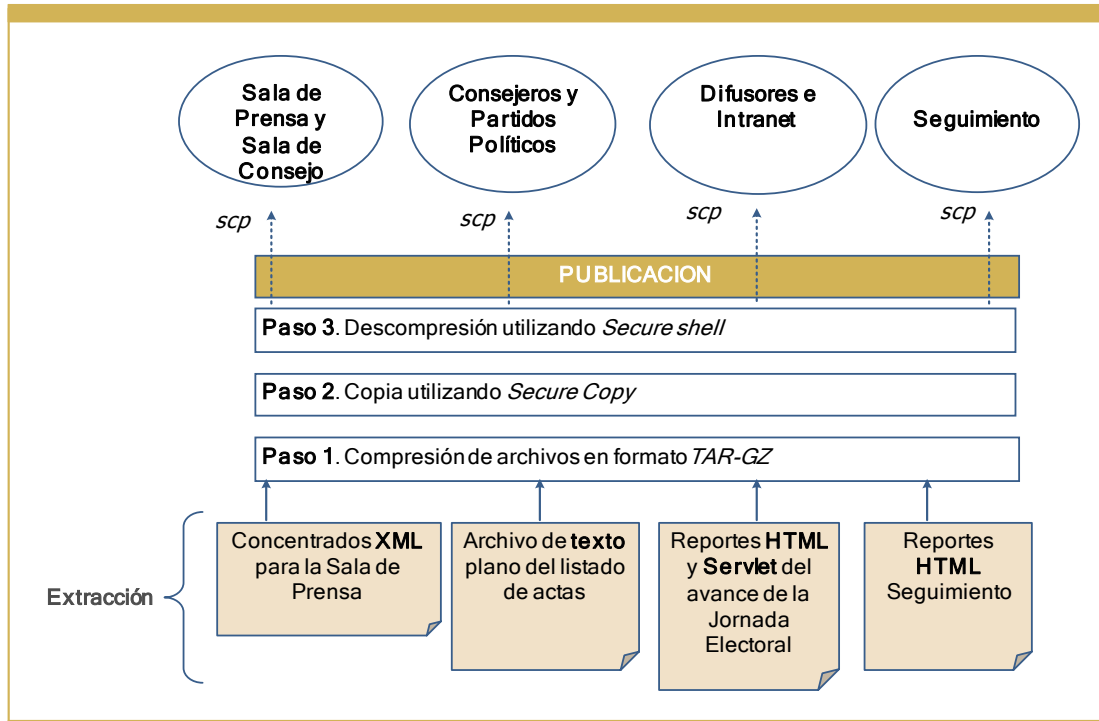 Sala de
Prensa y
Sala de
Consejo
Consejeros y
Partidos
Políticos
Difusores e
Intranet
Seguimiento
scp
scp
scp
scp
PUBLICACION
Paso 3. Descompresión utilizando Secure shell
Paso 2. Copia utilizando Secure Copy
Paso 1. Compresión de archivos en formato TAR-GZ
Extracción
Concentrados XML
para la Sala de
Prensa
Archivo de texto
plano del listado
de actas
Reportes HTML
y Servlet del
avance de la
Jornada
Electoral
Reportes
HTML
Seguimiento